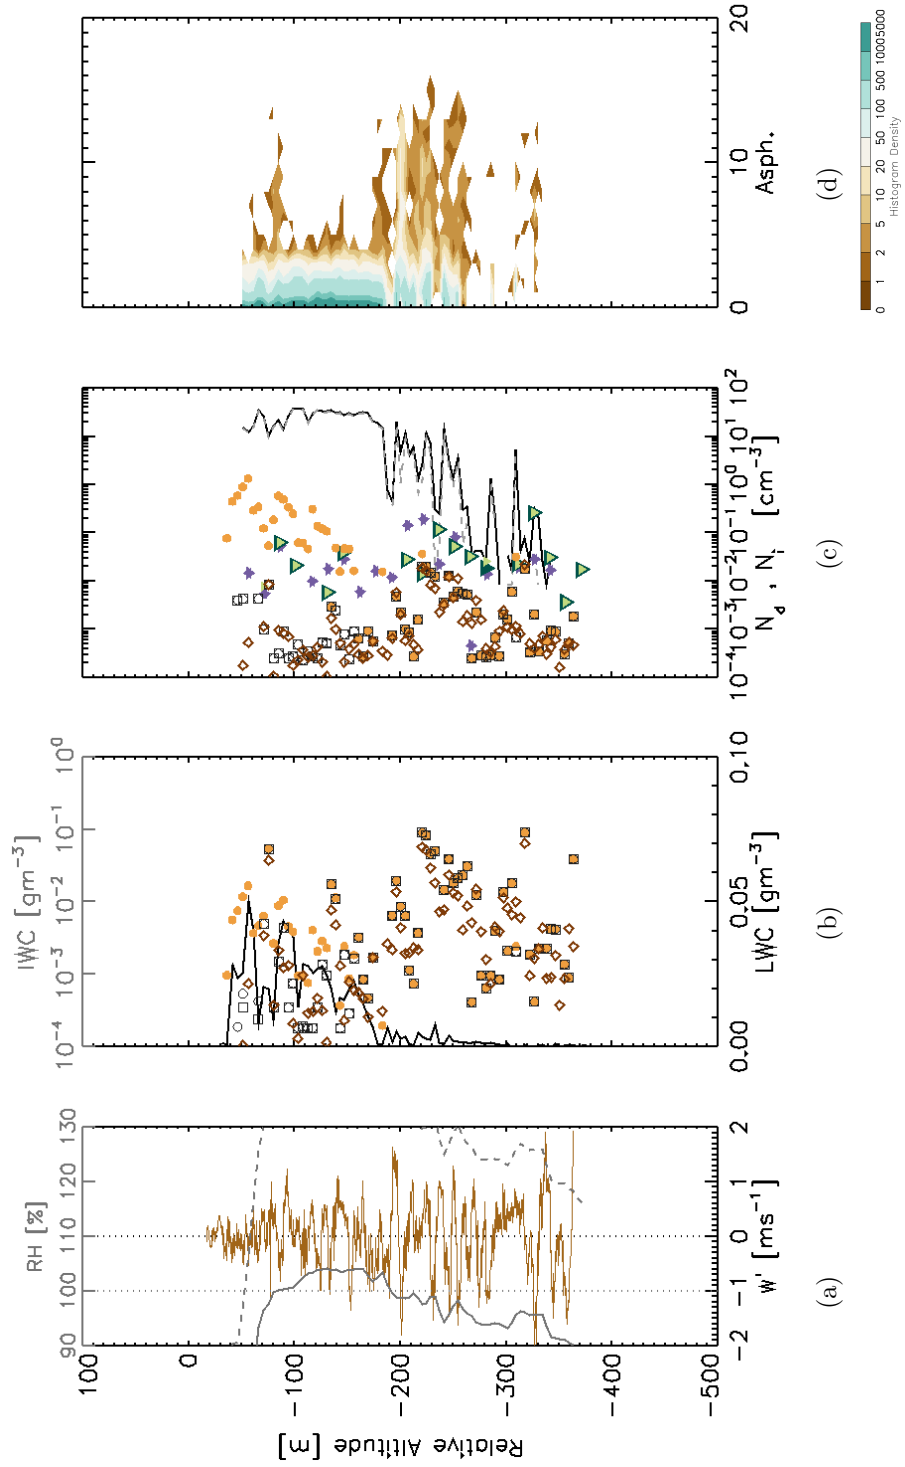 Relative Altitude [m]
100
0
−100
−200
−300
−400
−500
RH [%]
90 100 110 120 130
−2 −1 0 1 2
w' [ms⁻¹]
(a)
IWC [gm⁻³]
10⁻⁴ 10⁻³ 10⁻² 10⁻¹ 10⁰
0.00 0.05 0.10
LWC [gm⁻³]
(b)
10⁻⁴ 10⁻³ 10⁻² 10⁻¹ 10⁰ 10¹ 10²
N_d , N_i [cm⁻³]
(c)
0 10 20
Asph.
(d)
0 1 2 5 10 20 50 100 500 1000 5000
Histogram Density